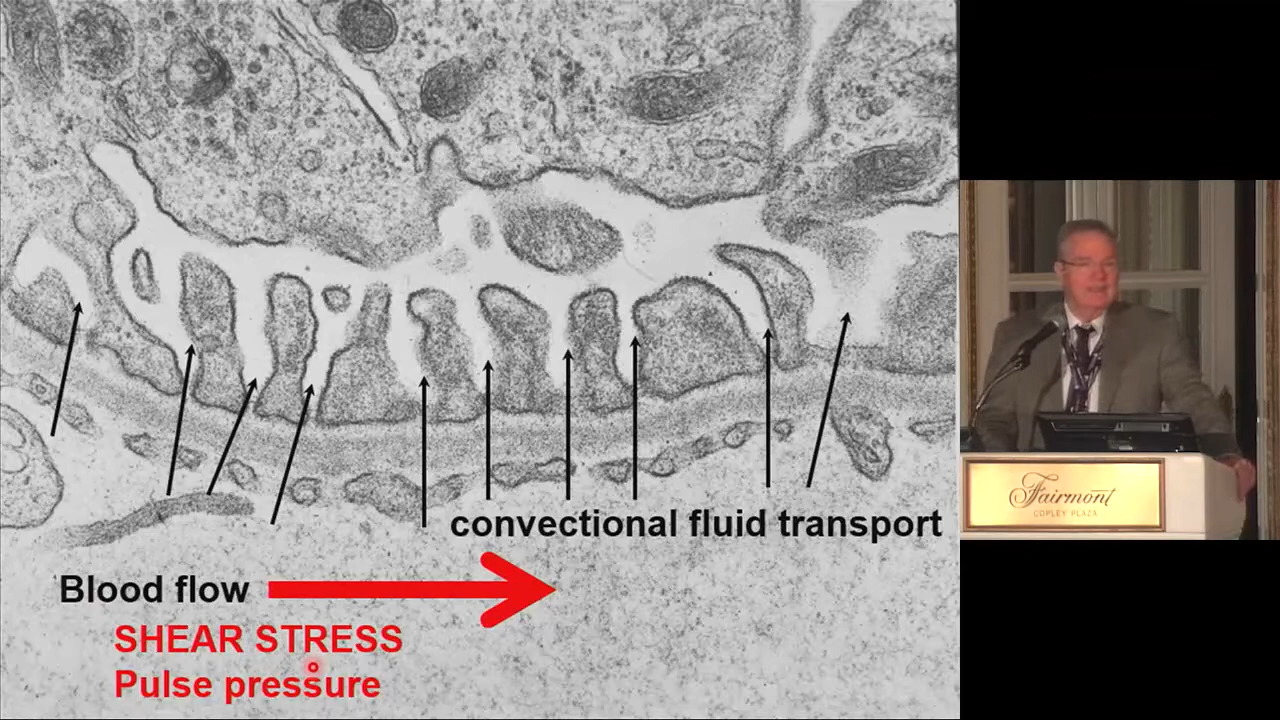 convectional fluid transport
Blood flow
SHEAR STRESS
Pulse pressure
Fairmont
COPLEY PLAZA